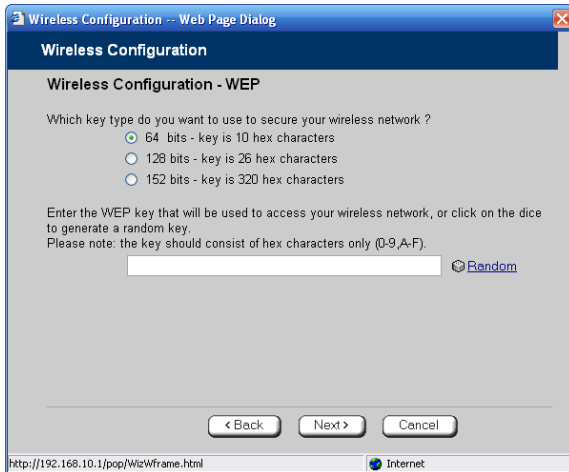 Wireless Configuration -- Web Page Dialog
Wireless Configuration
Wireless Configuration - WEP
Which key type do you want to use to secure your wireless network ?
64 bits - key is 10 hex characters
128 bits - key is 26 hex characters
152 bits - key is 320 hex characters
Enter the WEP key that will be used to access your wireless network, or click on the dice
to generate a random key.
Please note: the key should consist of hex characters only (0-9,A-F).
Random
< Back
Next >
Cancel
http://192.168.10.1/pop/WizWframe.html
Internet